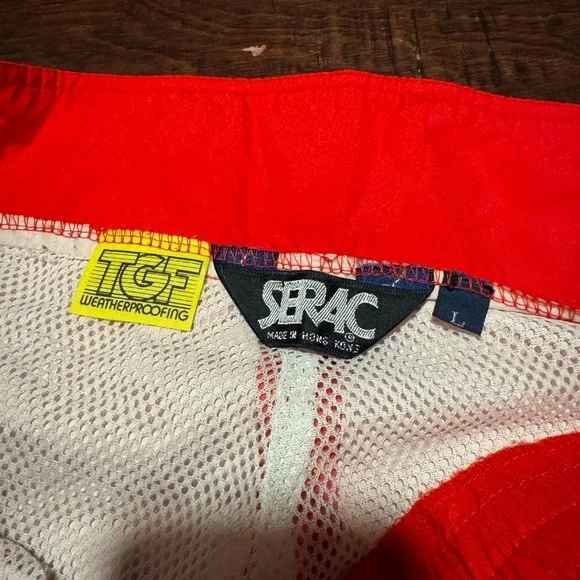 TGF
WEATHERPROOFING
SERAC
®
MADE IN HONG KONG
L